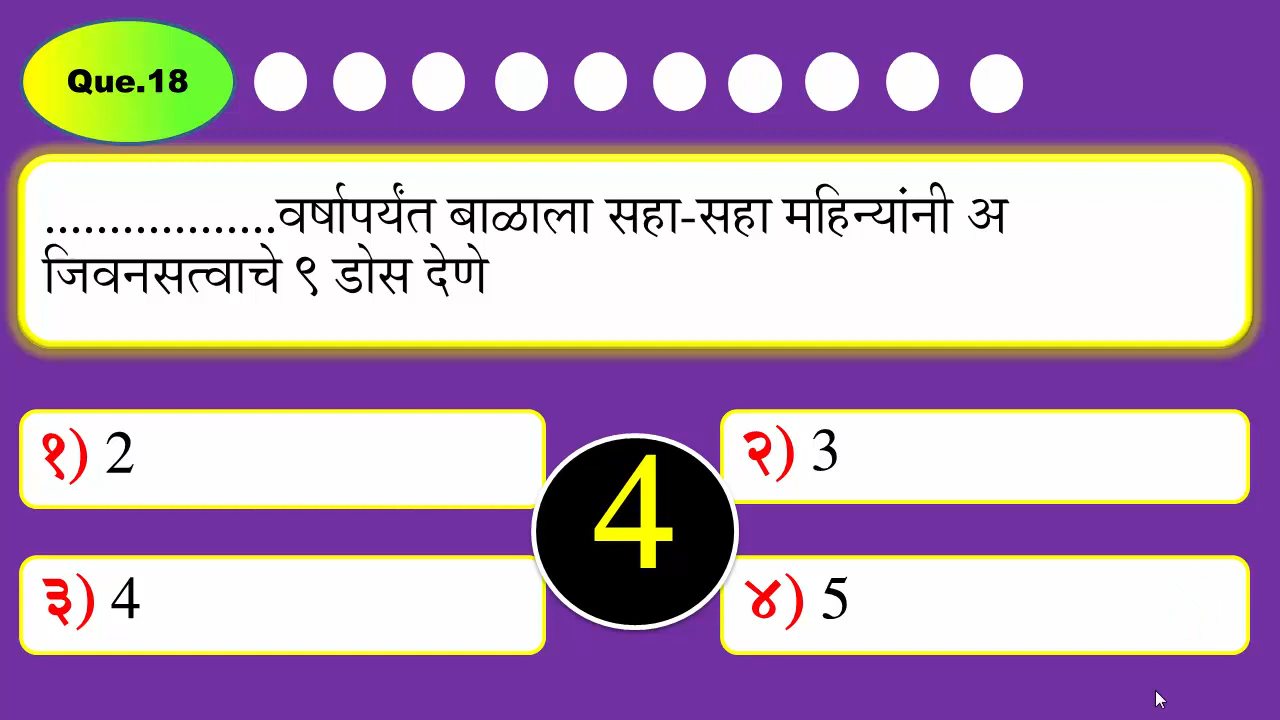 Que.18
..................वर्षापर्यंत बाळाला सहा-सहा महिन्यांनी अ
जिवनसत्वाचे ९ डोस देणे
१) 2
२) 3
4
३) 4
४) 5